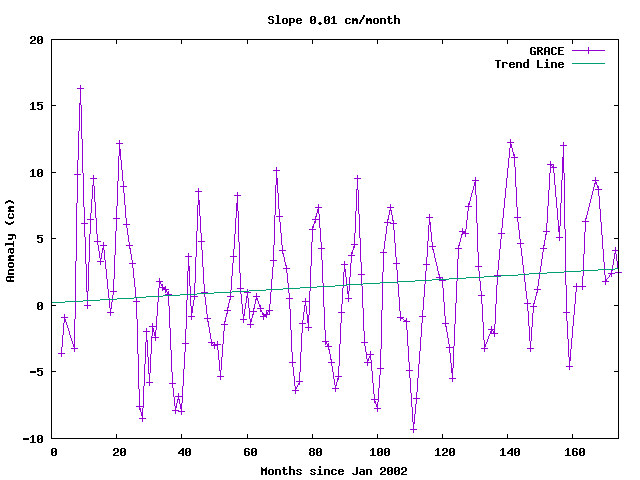 Slope 0.01 cm/month
20
15
10
5
0
-5
-10
Anomaly (cm)
GRACE
Trend Line
0 20 40 60 80 100 120 140 160
Months since Jan 2002